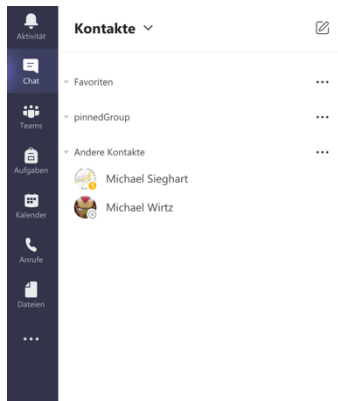 Aktivität
Chat
Teams
Aufgaben
Kalender
Anrufe
Dateien
Kontakte
Favoriten
pinnedGroup
Andere Kontakte
Michael Sieghart
Michael Wirtz